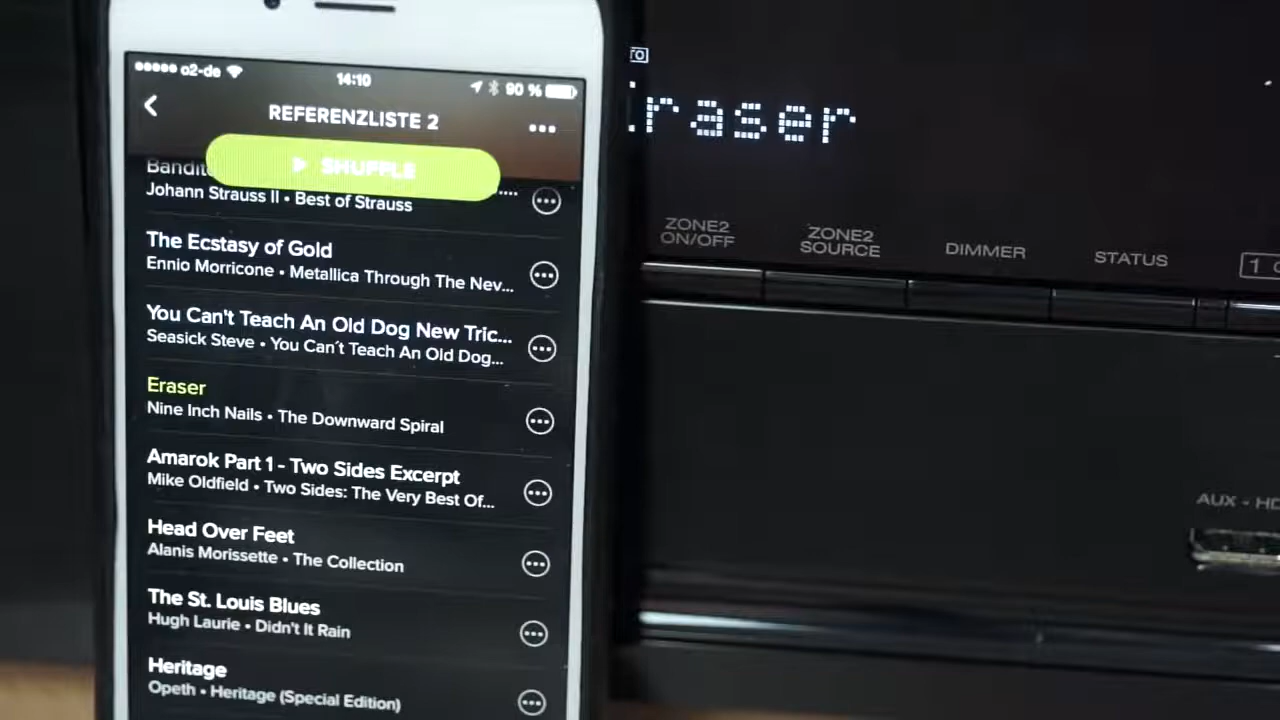 o2-de
14:10
90 %
REFERENZLISTE 2
SHUFFLE
Johann Strauss II • Best of Strauss
The Ecstasy of Gold
Ennio Morricone • Metallica Through The Nev...
You Can't Teach An Old Dog New Tric...
Seasick Steve • You Can´t Teach An Old Dog...
Eraser
Nine Inch Nails • The Downward Spiral
Amarok Part 1 - Two Sides Excerpt
Mike Oldfield • Two Sides: The Very Best Of...
Head Over Feet
Alanis Morissette • The Collection
The St. Louis Blues
Hugh Laurie • Didn't It Rain
Heritage
Opeth • Heritage (Special Edition)
raser
ZONE2
ON/OFF
ZONE2
SOURCE
DIMMER
STATUS
1
AUX - HD